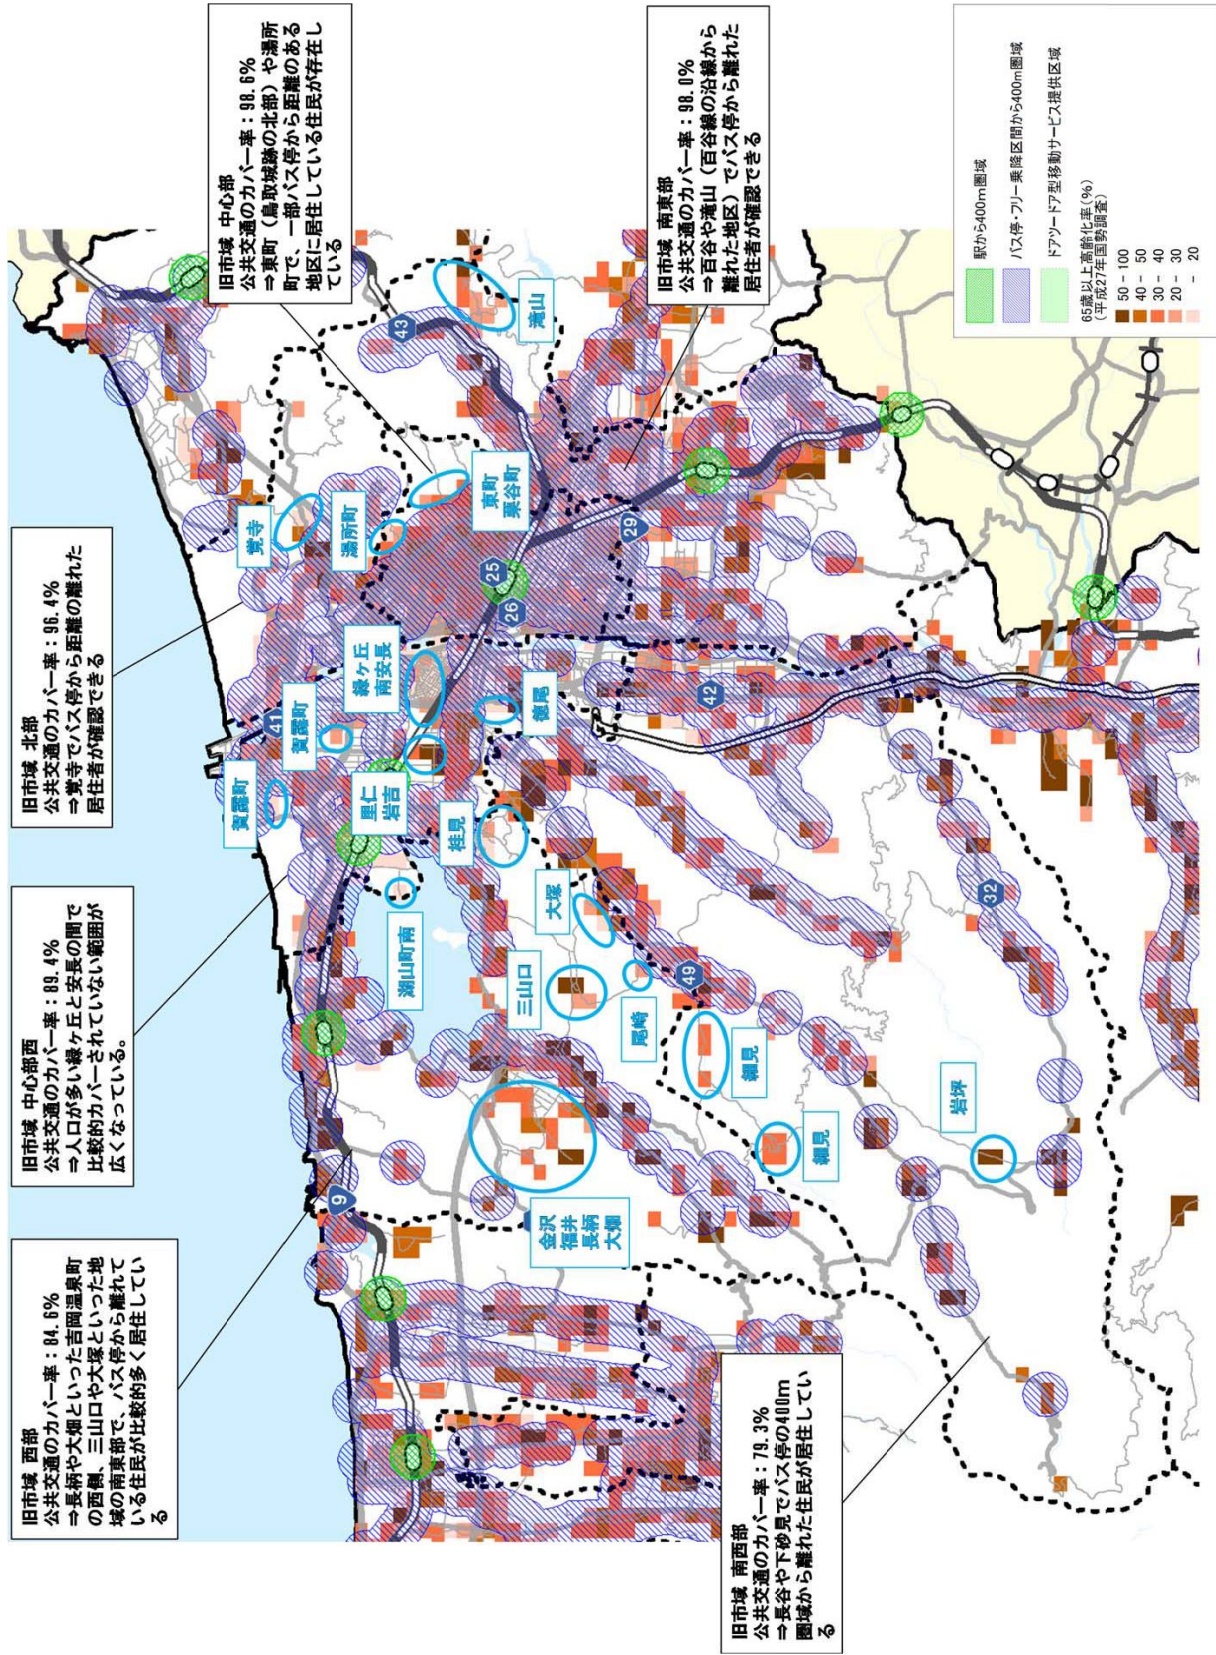 旧市域 西部
公共交通のカバー率：84.6%
⇒長柄や大畑といった吉岡温泉町
の西側、三山口や大塚といった地
域の南東部で、バス停から離れて
いる住民が比較的多く居住してい
る
旧市域 中心部西
公共交通のカバー率：89.4%
⇒人口が多い緑ヶ丘と安長の間で
比較的カバーされていない範囲が
広くなっている。
旧市域 北部
公共交通のカバー率：96.4%
⇒覚寺でバス停から距離の離れた
居住者が確認できる
旧市域 中心部
公共交通のカバー率：98.6%
⇒東町（鳥取城跡の北部）や湯所
町で、一部バス停から距離のある
地区に居住している住民が存在し
ている
旧市域 南東部
公共交通のカバー率：98.0%
⇒百谷や滝山（百谷線の沿線から
離れた地区）でバス停から離れた
居住者が確認できる
旧市域 南西部
公共交通のカバー率：79.3%
⇒長谷や下砂見でバス停の400m
圏域から離れた住民が居住してい
る
覚寺
湯所町
東町
栗谷町
滝山
賀露町
賀露町
緑ヶ丘
南安長
里仁
岩吉
徳尾
桂見
湖山町南
大塚
三山口
尾崎
細見
細見
岩坪
金沢
福井
長柄
大畑
9
41
43
25
26
29
42
49
32
駅から400m圏域
バス停・フリー乗降区間から400m圏域
ドアツードア型移動サービス提供区域
65歳以上高齢化率(%)
(平成27年国勢調査)
50 - 100
40 - 50
30 - 40
20 - 30
- 20